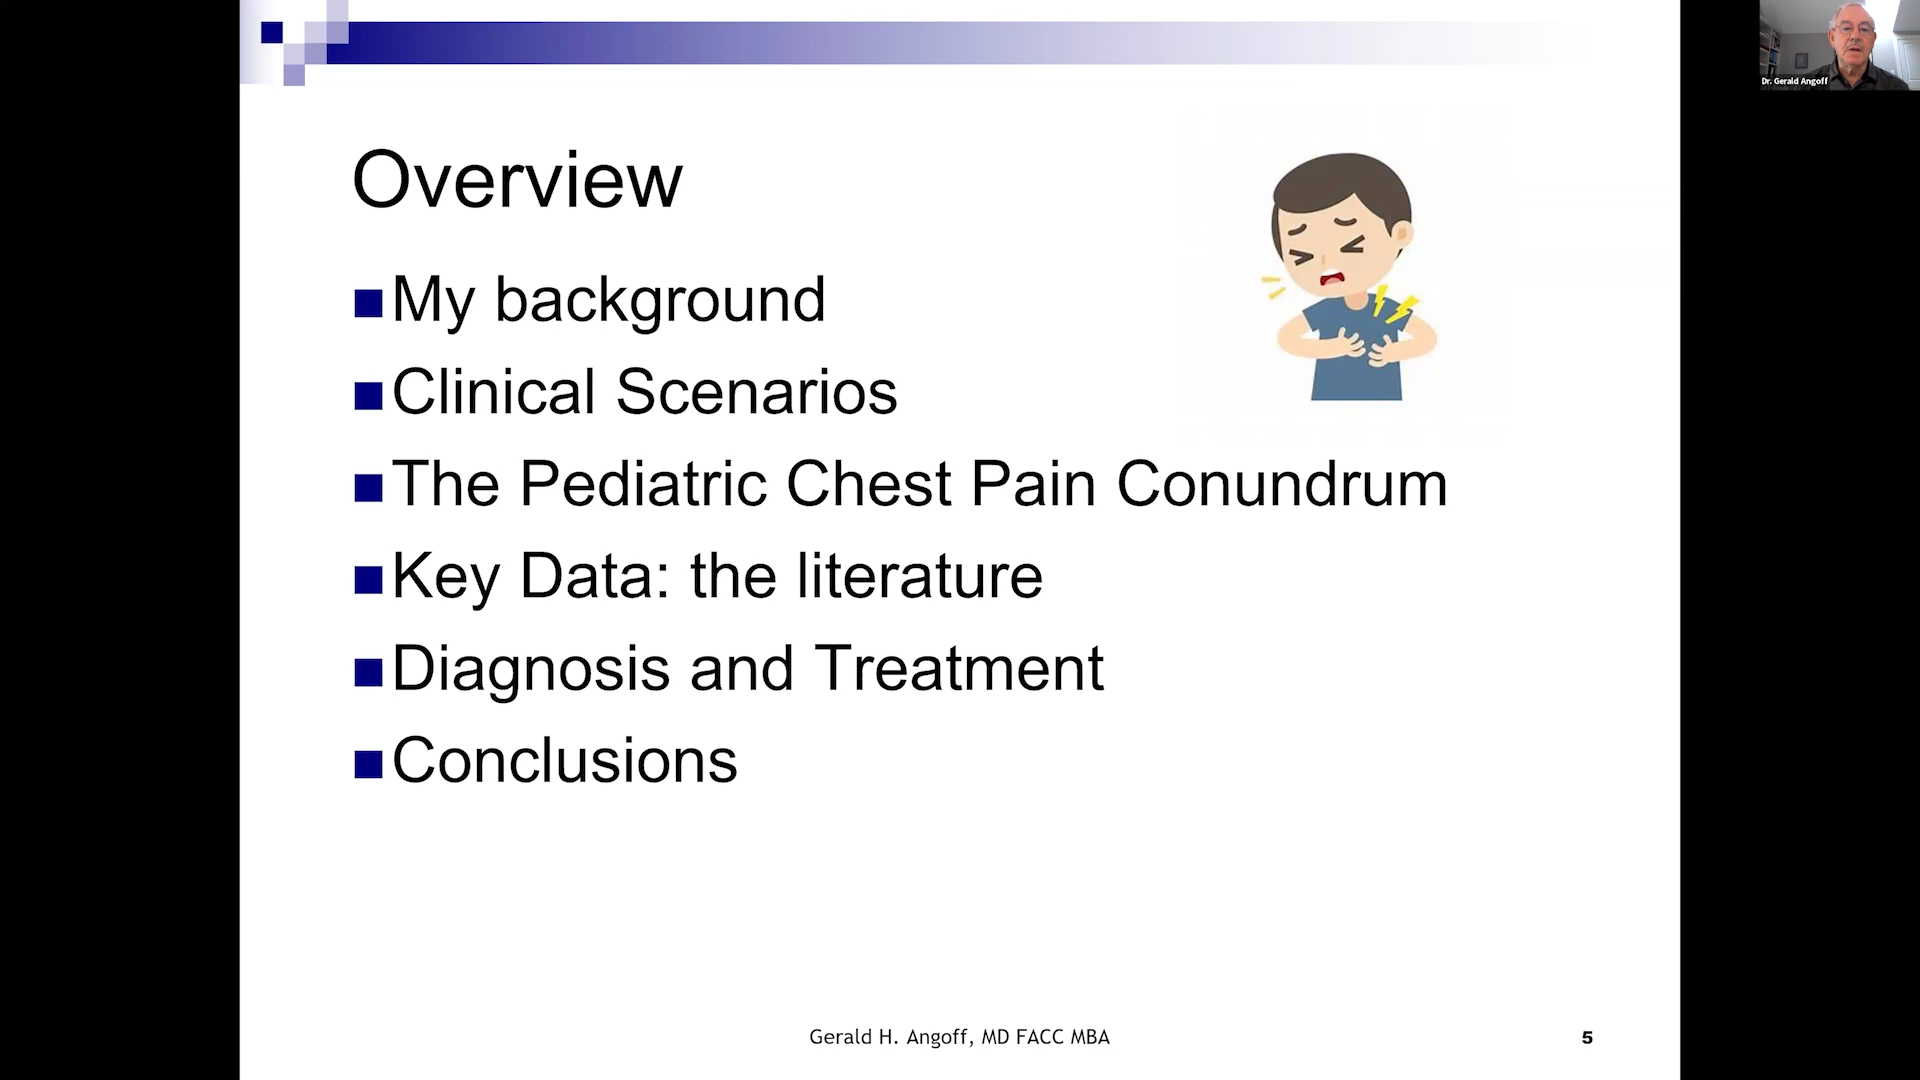 Dr. Gerald Angoff
Overview
My background
Clinical Scenarios
The Pediatric Chest Pain Conundrum
Key Data: the literature
Diagnosis and Treatment
Conclusions
Gerald H. Angoff, MD FACC MBA
5